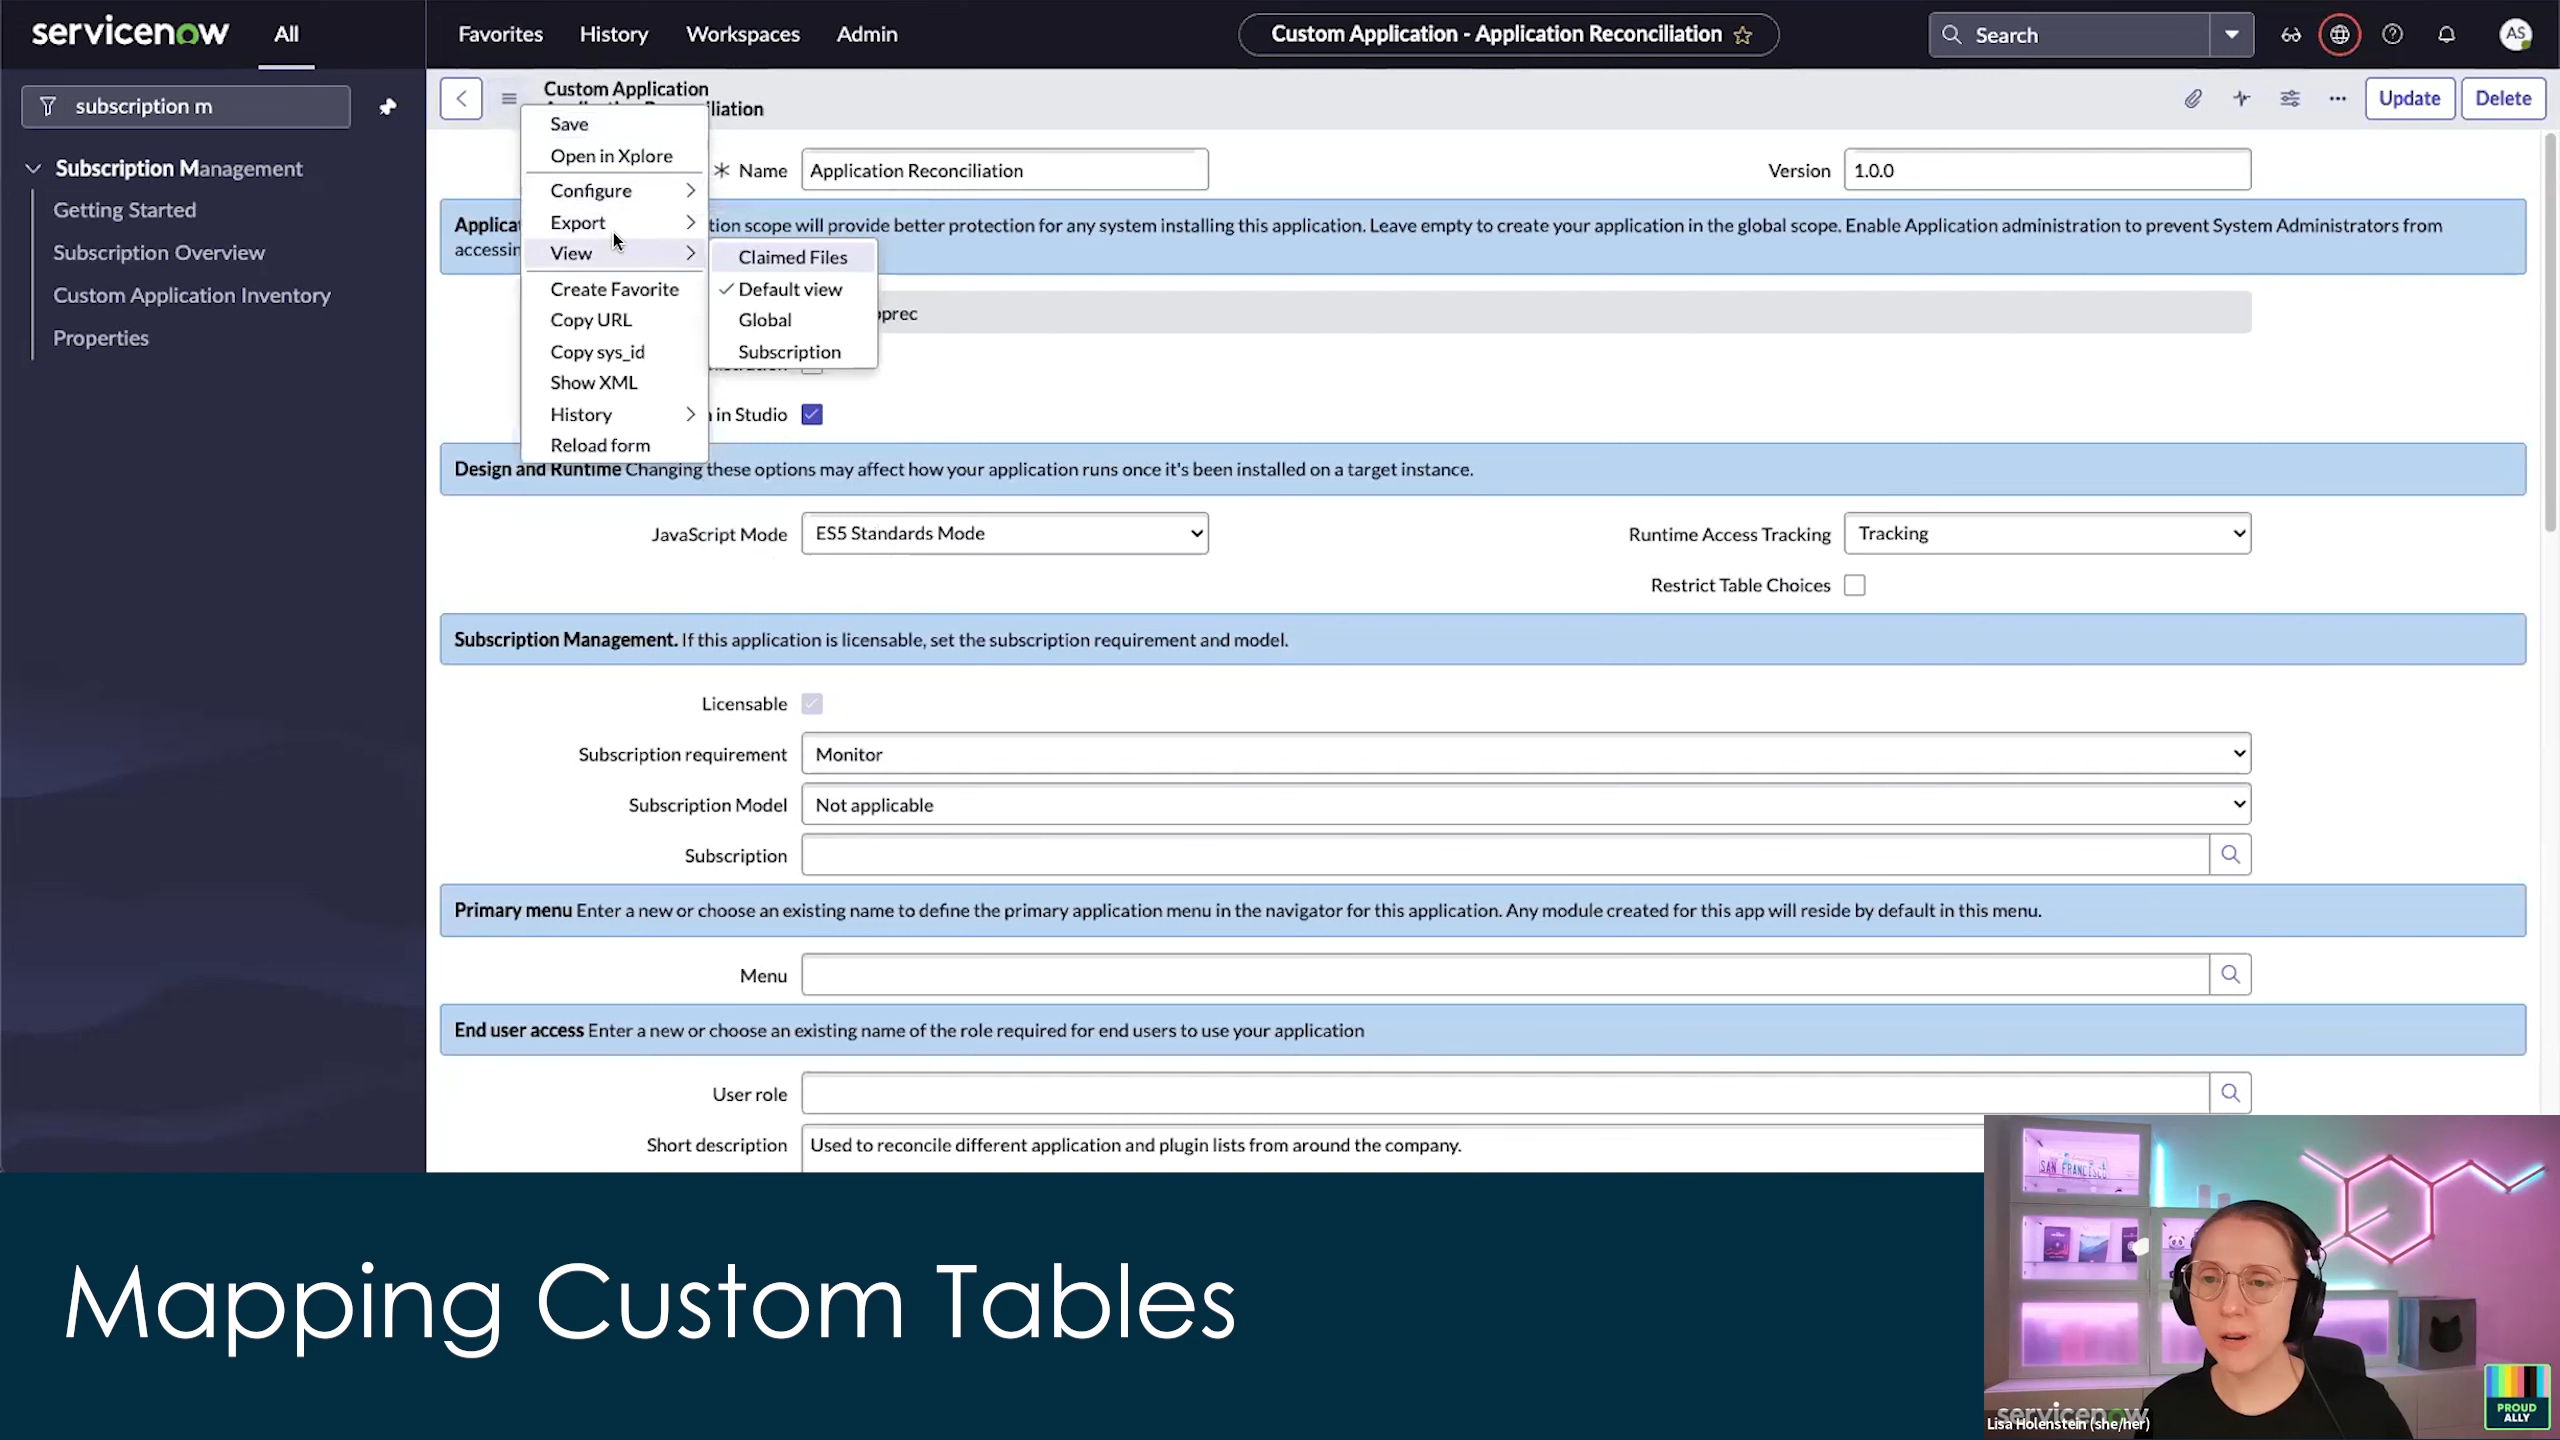 servicenow
All
Favorites
History
Workspaces
Admin
Custom Application - Application Reconciliation
Search
AS
subscription m
Custom Application
iliation
Update
Delete
Subscription Management
Getting Started
Subscription Overview
Custom Application Inventory
Properties
Save
Open in Xplore
Configure
Export
View
Create Favorite
Copy URL
Copy sys_id
Show XML
History
Reload form
Claimed Files
Default view
Global
Subscription
Name
Application Reconciliation
Version
1.0.0
Applicat
tion scope will provide better protection for any system installing this application. Leave empty to create your application in the global scope. Enable Application administration to prevent System Administrators from
accessin
prec
n in Studio
Design and Runtime Changing these options may affect how your application runs once it's been installed on a target instance.
JavaScript Mode
ES5 Standards Mode
Runtime Access Tracking
Tracking
Restrict Table Choices
Subscription Management. If this application is licensable, set the subscription requirement and model.
Licensable
Subscription requirement
Monitor
Subscription Model
Not applicable
Subscription
Primary menu Enter a new or choose an existing name to define the primary application menu in the navigator for this application. Any module created for this app will reside by default in this menu.
Menu
End user access Enter a new or choose an existing name of the role required for end users to use your application
User role
Short description
Used to reconcile different application and plugin lists from around the company.
Mapping Custom Tables
SAN FRANCISCO
servicenow
Lisa Holenstein (she/her)
PROUD
ALLY